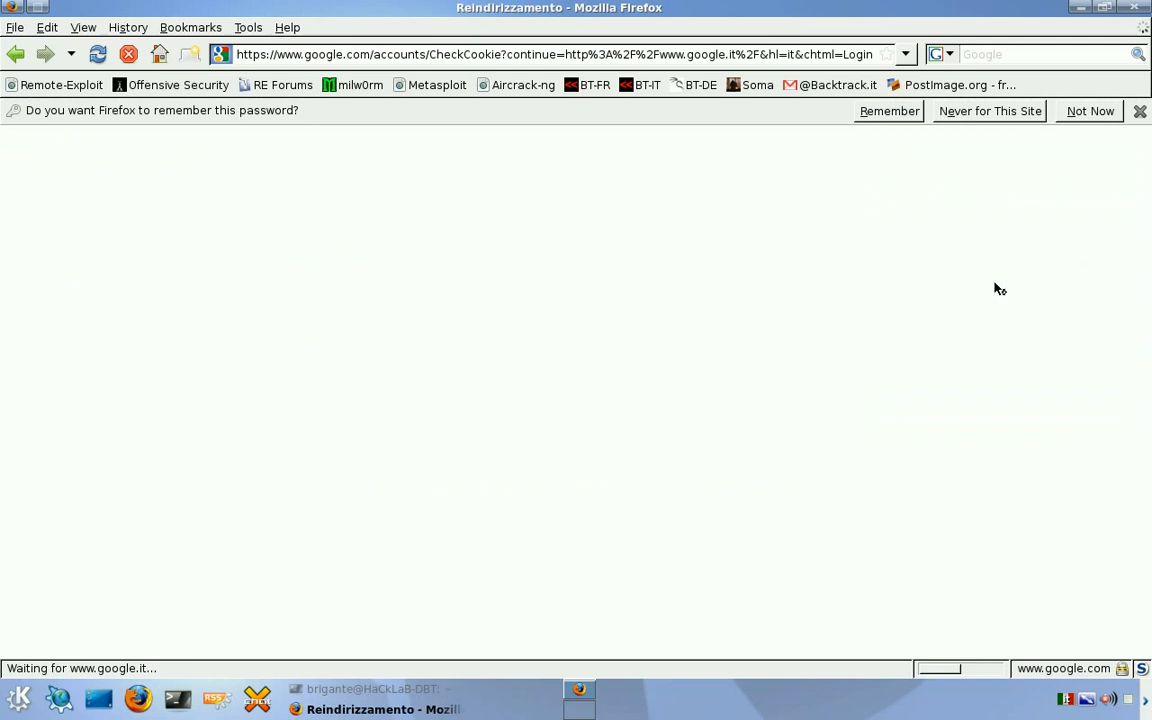 Reindirizzamento - Mozilla Firefox
File Edit View History Bookmarks Tools Help
https://www.google.com/accounts/CheckCookie?continue=http%3A%2F%2Fwww.google.it%2F&hl=it&chtml=Login Google
Remote-Exploit Offensive Security RE Forums milw0rm Metasploit Aircrack-ng BT-FR BT-IT BT-DE Soma @Backtrack.it PostImage.org - fr...
Do you want Firefox to remember this password? Remember Never for This Site Not Now
Waiting for www.google.it... www.google.com
brigante@HaCkLaB-DBT: ~
Reindirizzamento - Mozill